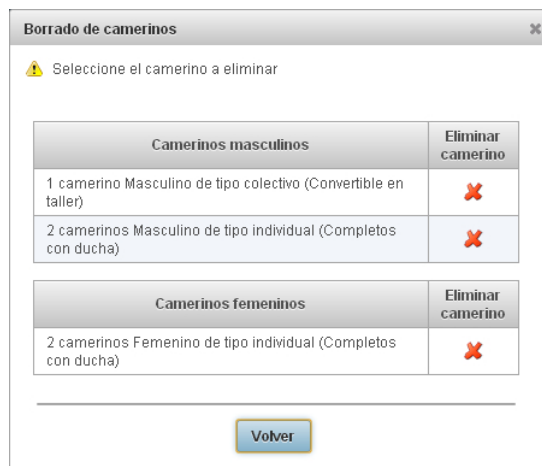 Borrado de camerinos
Seleccione el camerino a eliminar
Camerinos masculinos
Eliminar
camerino
1 camerino Masculino de tipo colectivo (Convertible en
taller)
2 camerinos Masculino de tipo individual (Completos
con ducha)
Camerinos femeninos
Eliminar
camerino
2 camerinos Femenino de tipo individual (Completos
con ducha)
Volver